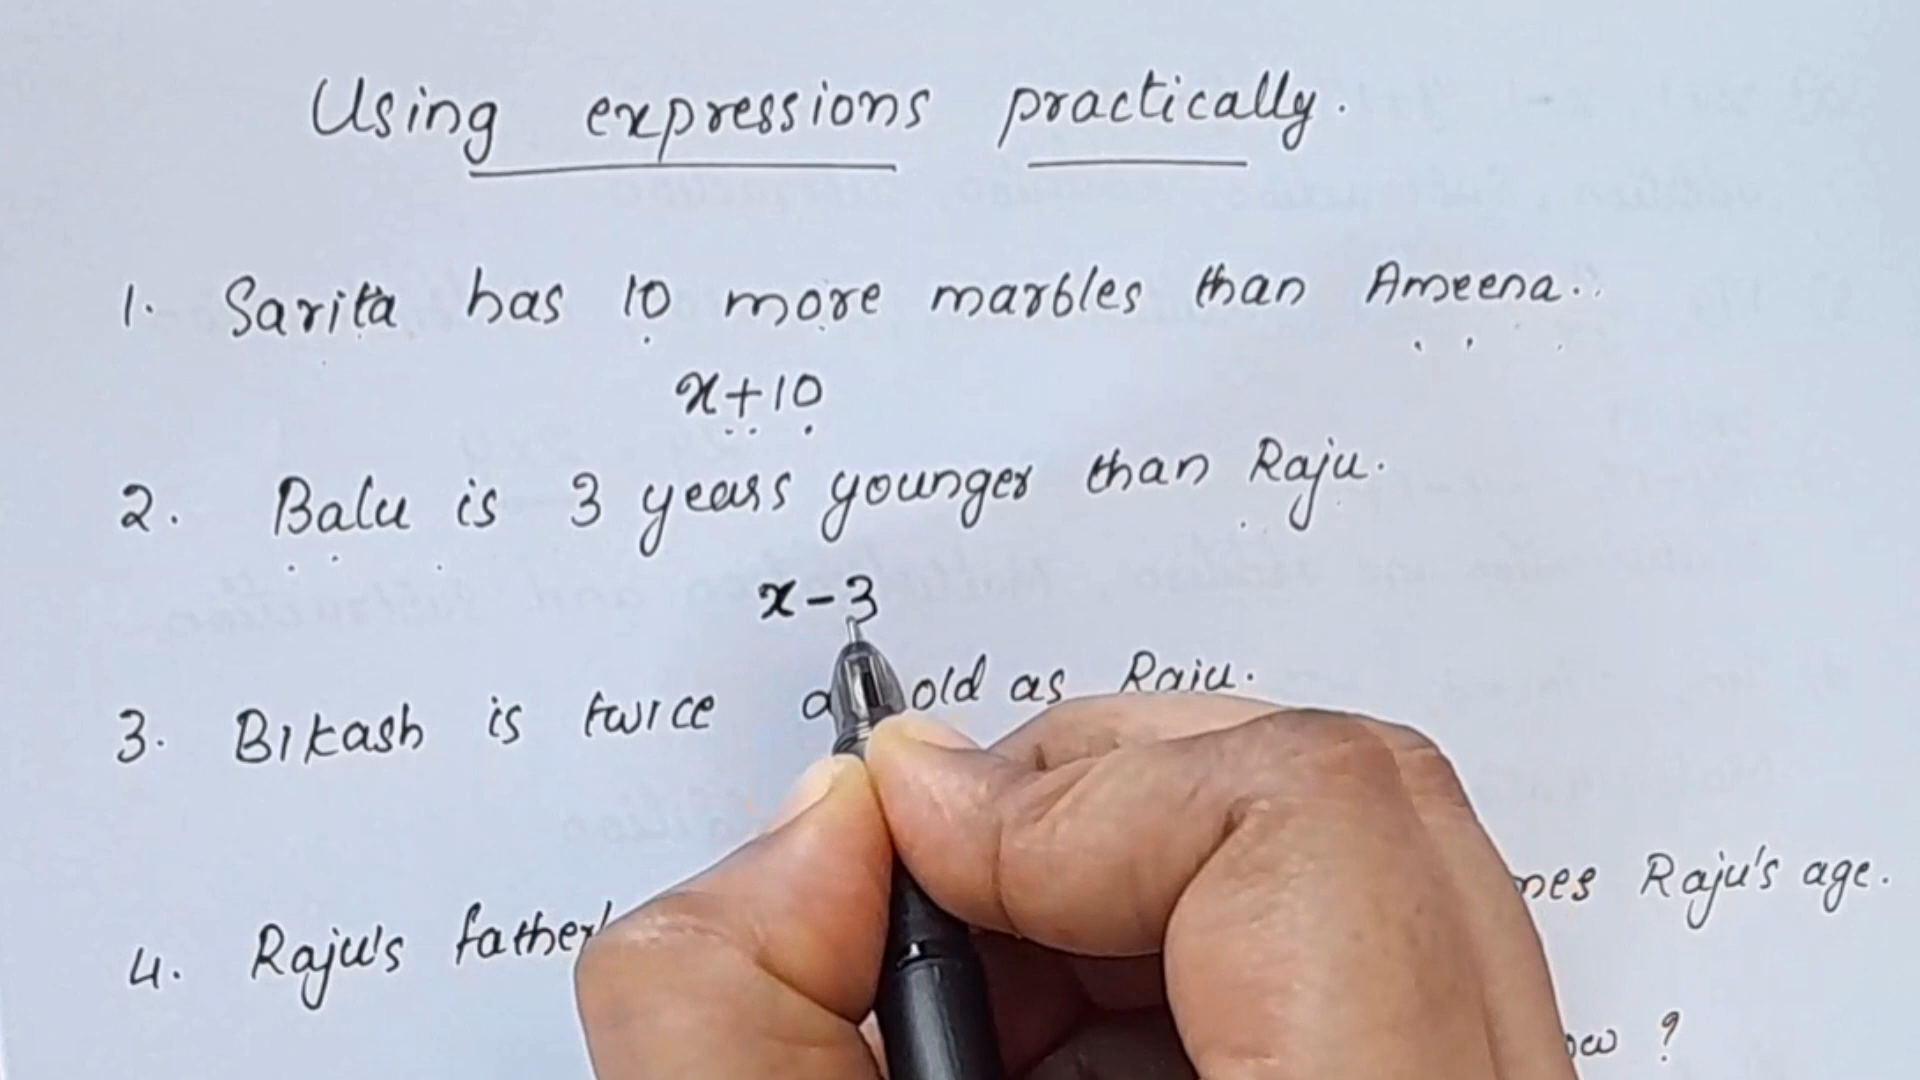 Using expressions practically.
1. Sarita has 10 more marbles than Ameena.
x+10
2. Balu is 3 years younger than Raju.
x-3
3. Bikash is twice old as Raju.
4. Raju's Raju's age.
?